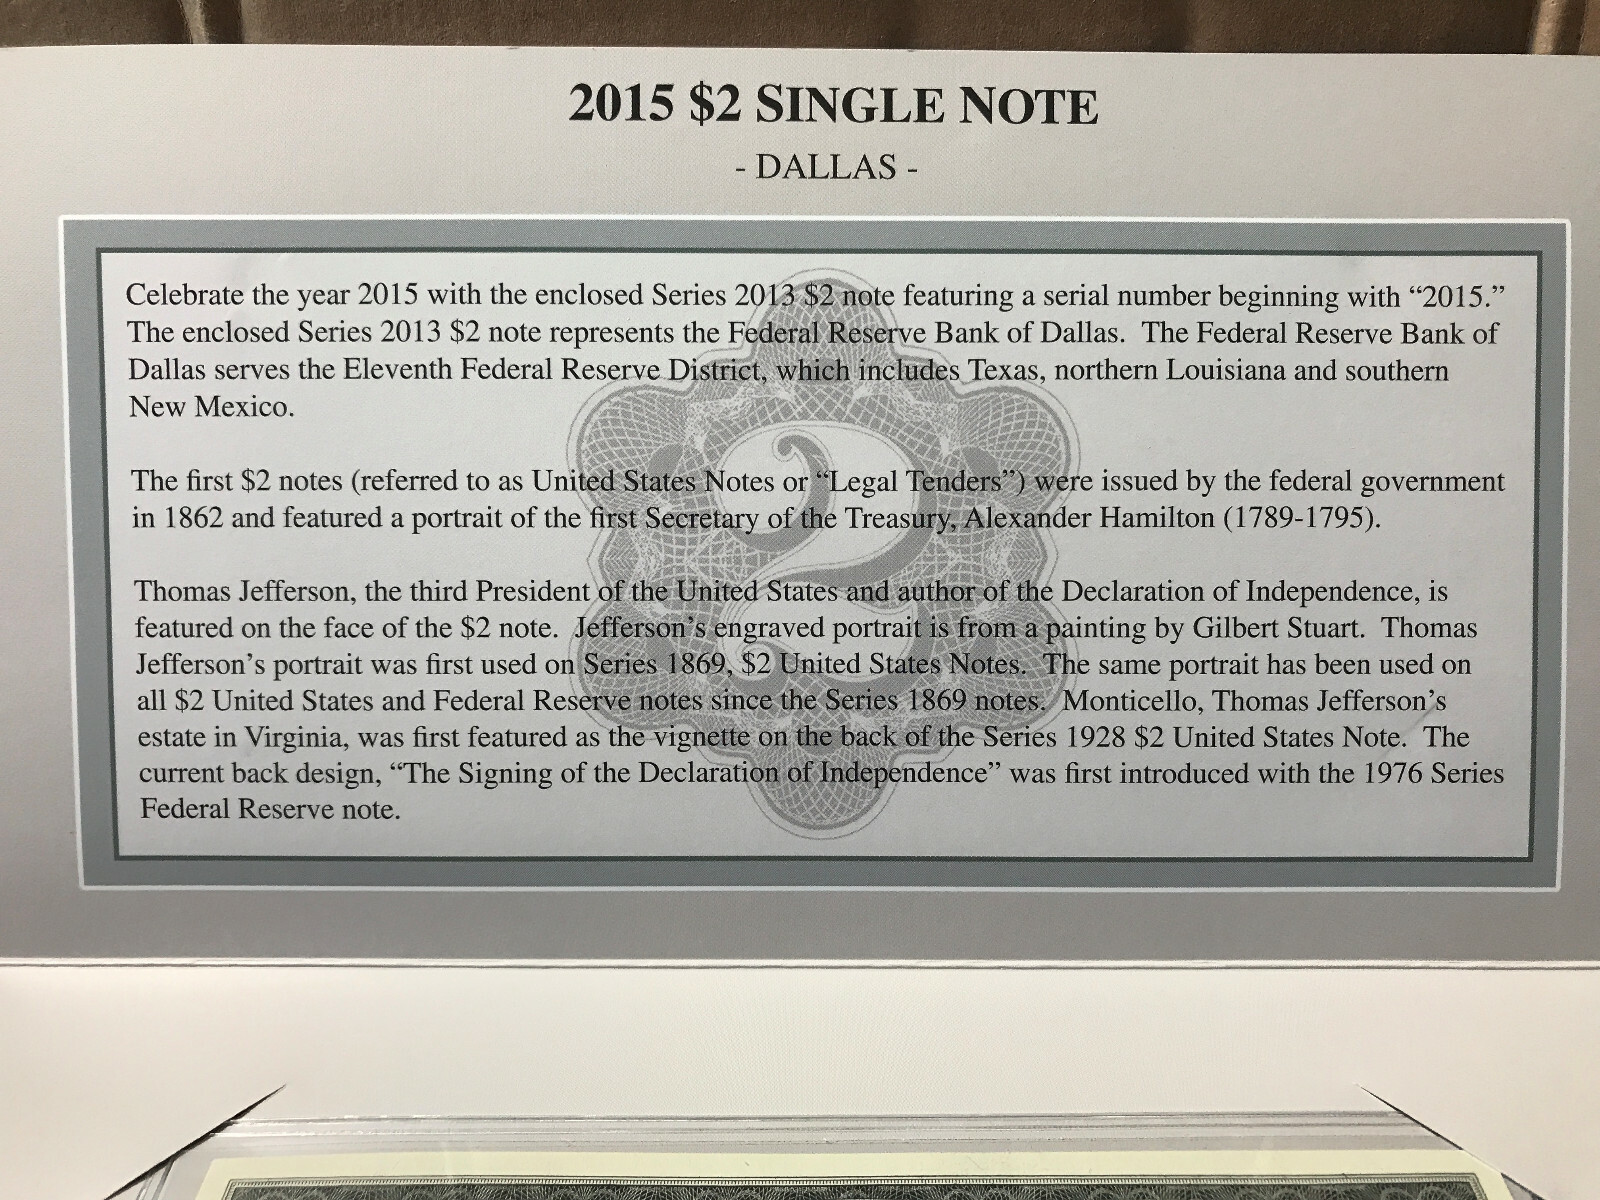 2015 $2 SINGLE NOTE
- DALLAS -
Celebrate the year 2015 with the enclosed Series 2013 $2 note featuring a serial number beginning with “2015.”
The enclosed Series 2013 $2 note represents the Federal Reserve Bank of Dallas. The Federal Reserve Bank of
Dallas serves the Eleventh Federal Reserve District, which includes Texas, northern Louisiana and southern
New Mexico.
The first $2 notes (referred to as United States Notes or “Legal Tenders”) were issued by the federal government
in 1862 and featured a portrait of the first Secretary of the Treasury, Alexander Hamilton (1789-1795).
Thomas Jefferson, the third President of the United States and author of the Declaration of Independence, is
featured on the face of the $2 note. Jefferson’s engraved portrait is from a painting by Gilbert Stuart. Thomas
Jefferson’s portrait was first used on Series 1869, $2 United States Notes. The same portrait has been used on
all $2 United States and Federal Reserve notes since the Series 1869 notes. Monticello, Thomas Jefferson’s
estate in Virginia, was first featured as the vignette on the back of the Series 1928 $2 United States Note. The
current back design, “The Signing of the Declaration of Independence” was first introduced with the 1976 Series
Federal Reserve note.
2